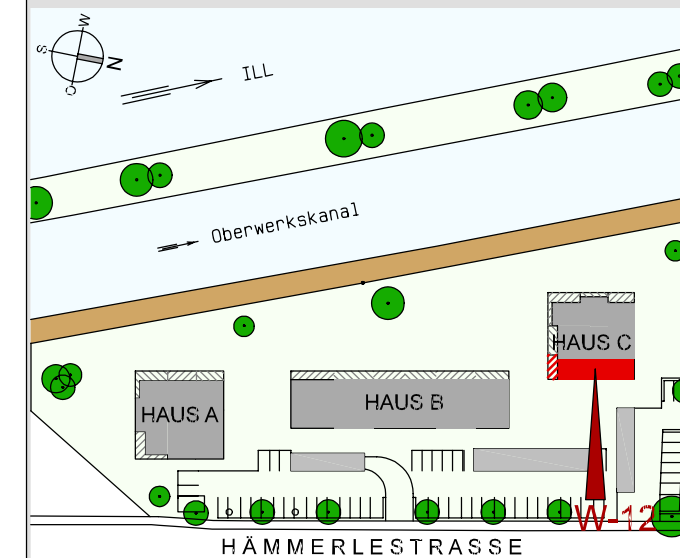 W
S
N
O
ILL
Oberwerkskanal
HAUS C
HAUS A
HAUS B
W-12
HÄMMERLESTRASSE